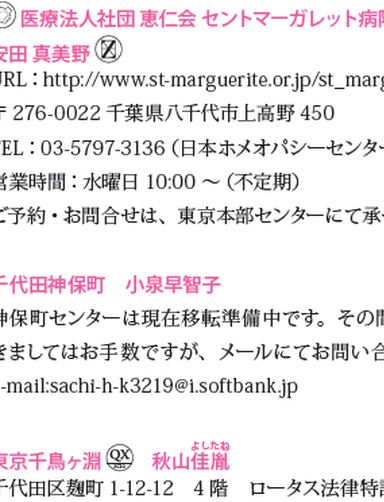 医療法人社団 恵仁会 セントマーガレット病院
安田 真美野
URL：http://www.st-marguerite.or.jp/st_marg
〒276-0022 千葉県八千代市上高野 450
TEL：03-5797-3136（日本ホメオパシーセンター
営業時間：水曜日 10:00 〜（不定期）
ご予約・お問合せは、東京本部センターにて承
千代田神保町　小泉早智子
神保町センターは現在移転準備中です。その間
きましてはお手数ですが、メールにてお問い合
-mail:sachi-h-k3219@i.softbank.jp
東京千鳥ヶ淵 QX 秋山佳胤
よしたね
千代田区麹町 1-12-12　4 階　ロータス法律特許